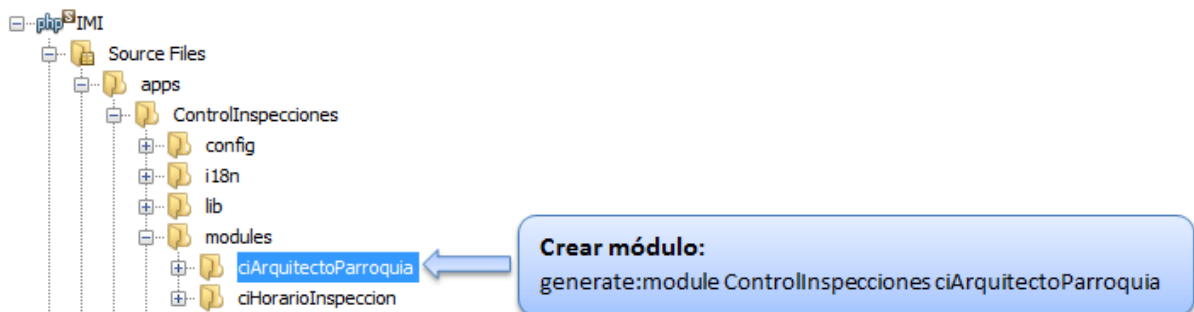 php IMI
Source Files
apps
ControlInspecciones
config
i18n
lib
modules
ciArquitectoParroquia
ciHorarioInspeccion
Crear módulo:
generate:module ControlInspecciones ciArquitectoParroquia